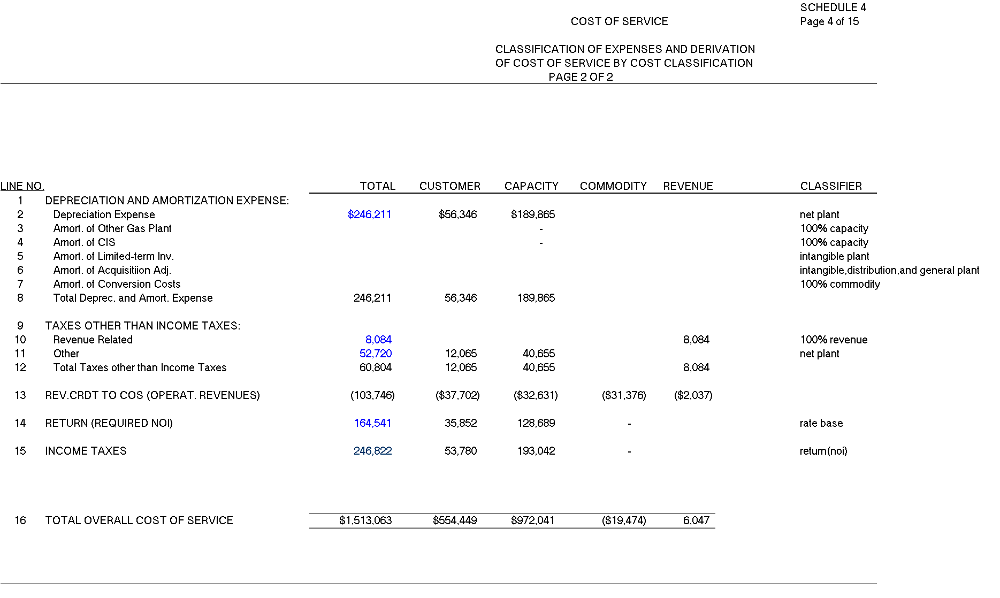 SCHEDULE 4
COST OF SERVICE Page 4 of 15
CLASSIFICATION OF EXPENSES AND DERIVATION
OF COST OF SERVICE BY COST CLASSIFICATION
PAGE 2 OF 2
LINE NO. TOTAL CUSTOMER CAPACITY COMMODITY REVENUE CLASSIFIER
1 DEPRECIATION AND AMORTIZATION EXPENSE:
2 Depreciation Expense $246,211 $56,346 $189,865 net plant
3 Amort. of Other Gas Plant - 100% capacity
4 Amort. of CIS - 100% capacity
5 Amort. of Limited-term Inv. intangible plant
6 Amort. of Acquisitiion Adj. intangible,distribution,and general plant
7 Amort. of Conversion Costs 100% commodity
8 Total Deprec. and Amort. Expense 246,211 56,346 189,865
9 TAXES OTHER THAN INCOME TAXES:
10 Revenue Related 8,084 8,084 100% revenue
11 Other 52,720 12,065 40,655 net plant
12 Total Taxes other than Income Taxes 60,804 12,065 40,655 8,084
13 REV.CRDT TO COS (OPERAT. REVENUES) (103,746) ($37,702) ($32,631) ($31,376) ($2,037)
14 RETURN (REQUIRED NOI) 164,541 35,852 128,689 - rate base
15 INCOME TAXES 246,822 53,780 193,042 - return(noi)
16 TOTAL OVERALL COST OF SERVICE $1,513,063 $554,449 $972,041 ($19,474) 6,047